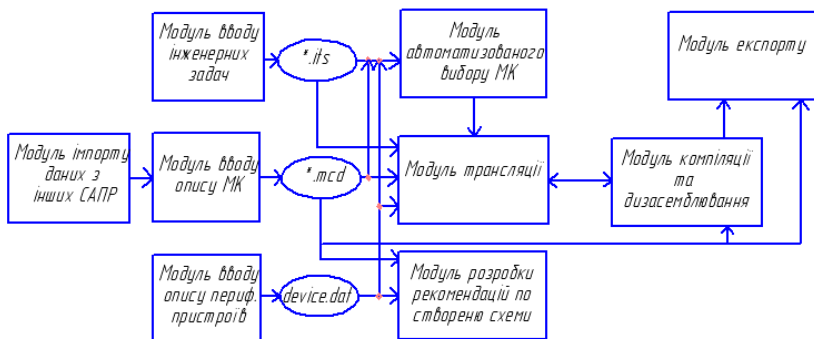 Модуль вводу
інженерних
задач
*.its
Модуль
автоматизованого
вибору МК
Модуль експорту
Модуль імпорту
даних з
інших САПР
Модуль вводу
опису МК
*.mcd
Модуль трансляції
Модуль компіляції
та
дизасемблювання
Модуль вводу
опису периф.
пристроїв
device.dat
Модуль розробки
рекомендацій по
створеню схеми